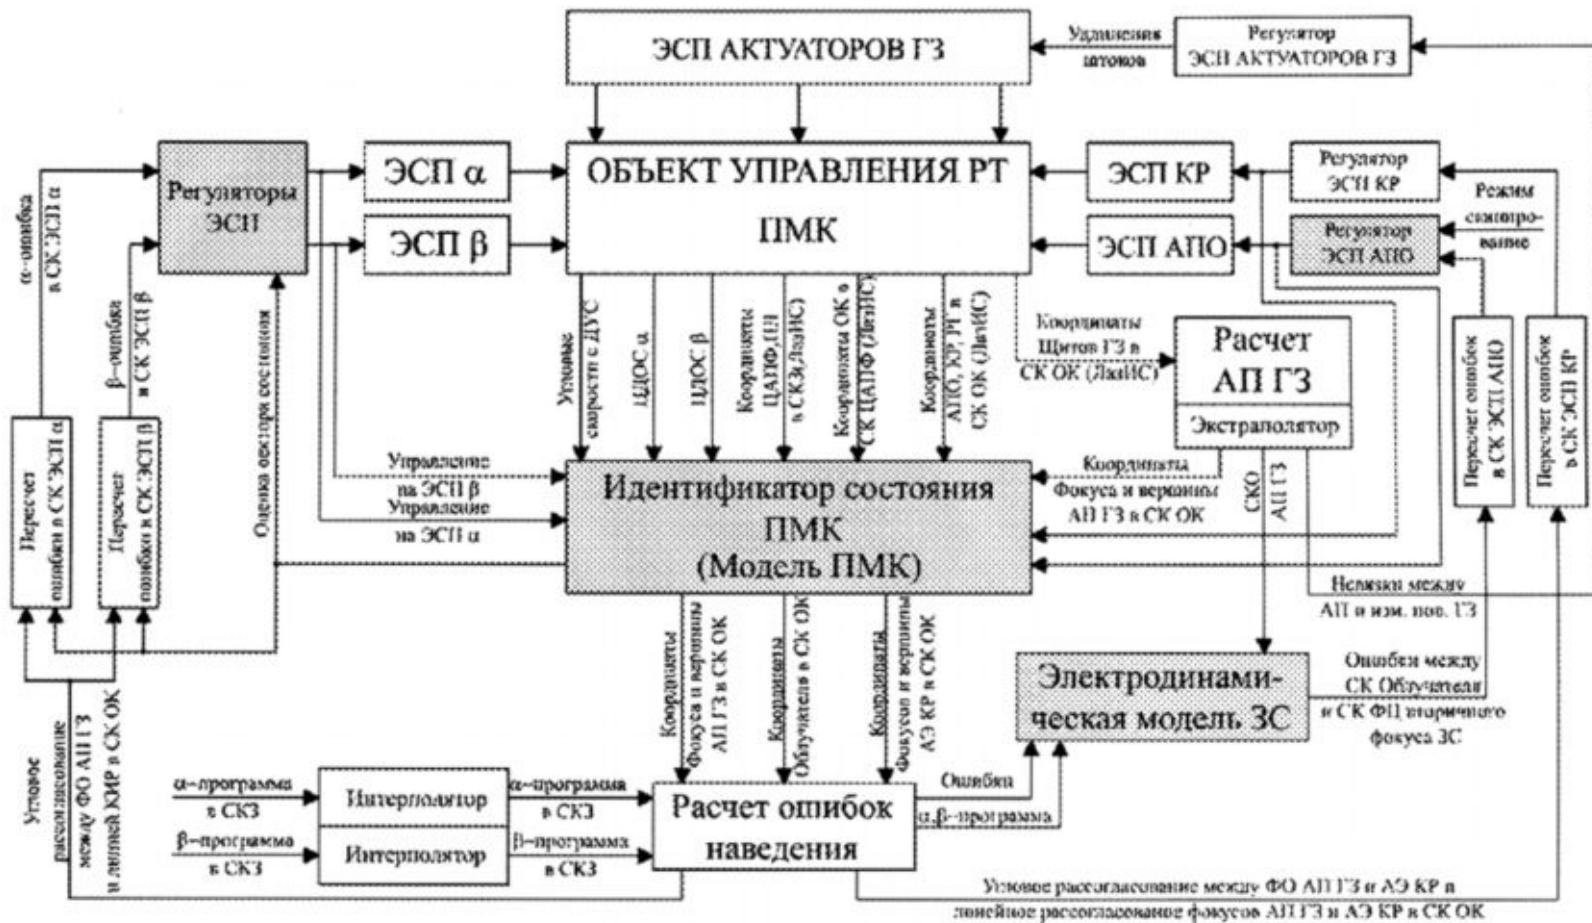 ЭСП АКТУАТОРОВ ГЗ
Удлинения
штоков
Регулятор
ЭСП АКТУАТОРОВ ГЗ
α-ошибка
в СК ЭСП α
β-ошибка
в СК ЭСП β
Регуляторы
ЭСП
ЭСП α
ЭСП β
ОБЪЕКТ УПРАВЛЕНИЯ РТ
ПМК
ЭСП КР
ЭСП АПО
Регулятор
ЭСП КР
Регулятор
ЭСП АПО
Режим
сканиро-
вание
Оценка вектора состояния
Угловые
скорости с ДУС
ЦДОС α
ЦДОС β
Координаты
ЦАПФ,ПП
в СКЗ(ЛазИС)
Координаты ОК в
СК ЦАПФ (ЛазИС)
Координаты
АПО, КР, РГ в
СК ОК (ЛазИС)
Координаты
Щитов ГЗ в
СК ОК (ЛазИС)
Расчет
АП ГЗ
Экстраполятор
Пересчет ошибок
в СК ЭСП АПО
Пересчет ошибок
в СК ЭСП КР
Пересчет
ошибки в СК ЭСП α
Перасчет
ошибки в СК ЭСП β
Управление
на ЭСП β
Управление
на ЭСП α
Идентификатор состояния
ПМК
(Модель ПМК)
Координаты
Фокуса и вершины
АП ГЗ в СК ОК
СКО
АП ГЗ
Невязки между
АП и изм. пов. ГЗ
Координаты
Фокуса и вершины
АП ГЗ в СК ОК
Координаты
Облучателя в СК ОК
Координаты
Фокусов и вершины
АЭ КР в СК ОК
Электродинами-
ческая модель ЗС
Ошибки между
СК Облучателя
и СК ФЦ вторичного
фокуса ЗС
Угловое
рассогласование
между ФО АП ГЗ
и линией КИР в СК ОК
α-программа
в СКЗ
Интерполятор
α-программа
в СКЗ
β-программа
в СКЗ
Интерполятор
β-программа
в СКЗ
Расчет ошибок
наведения
Ошибки
α,β-программа
Угловое рассогласование между ФО АП ГЗ и АЭ КР и
линейное рассогласование фокусов АП ГЗ и АЭ КР в СК ОК